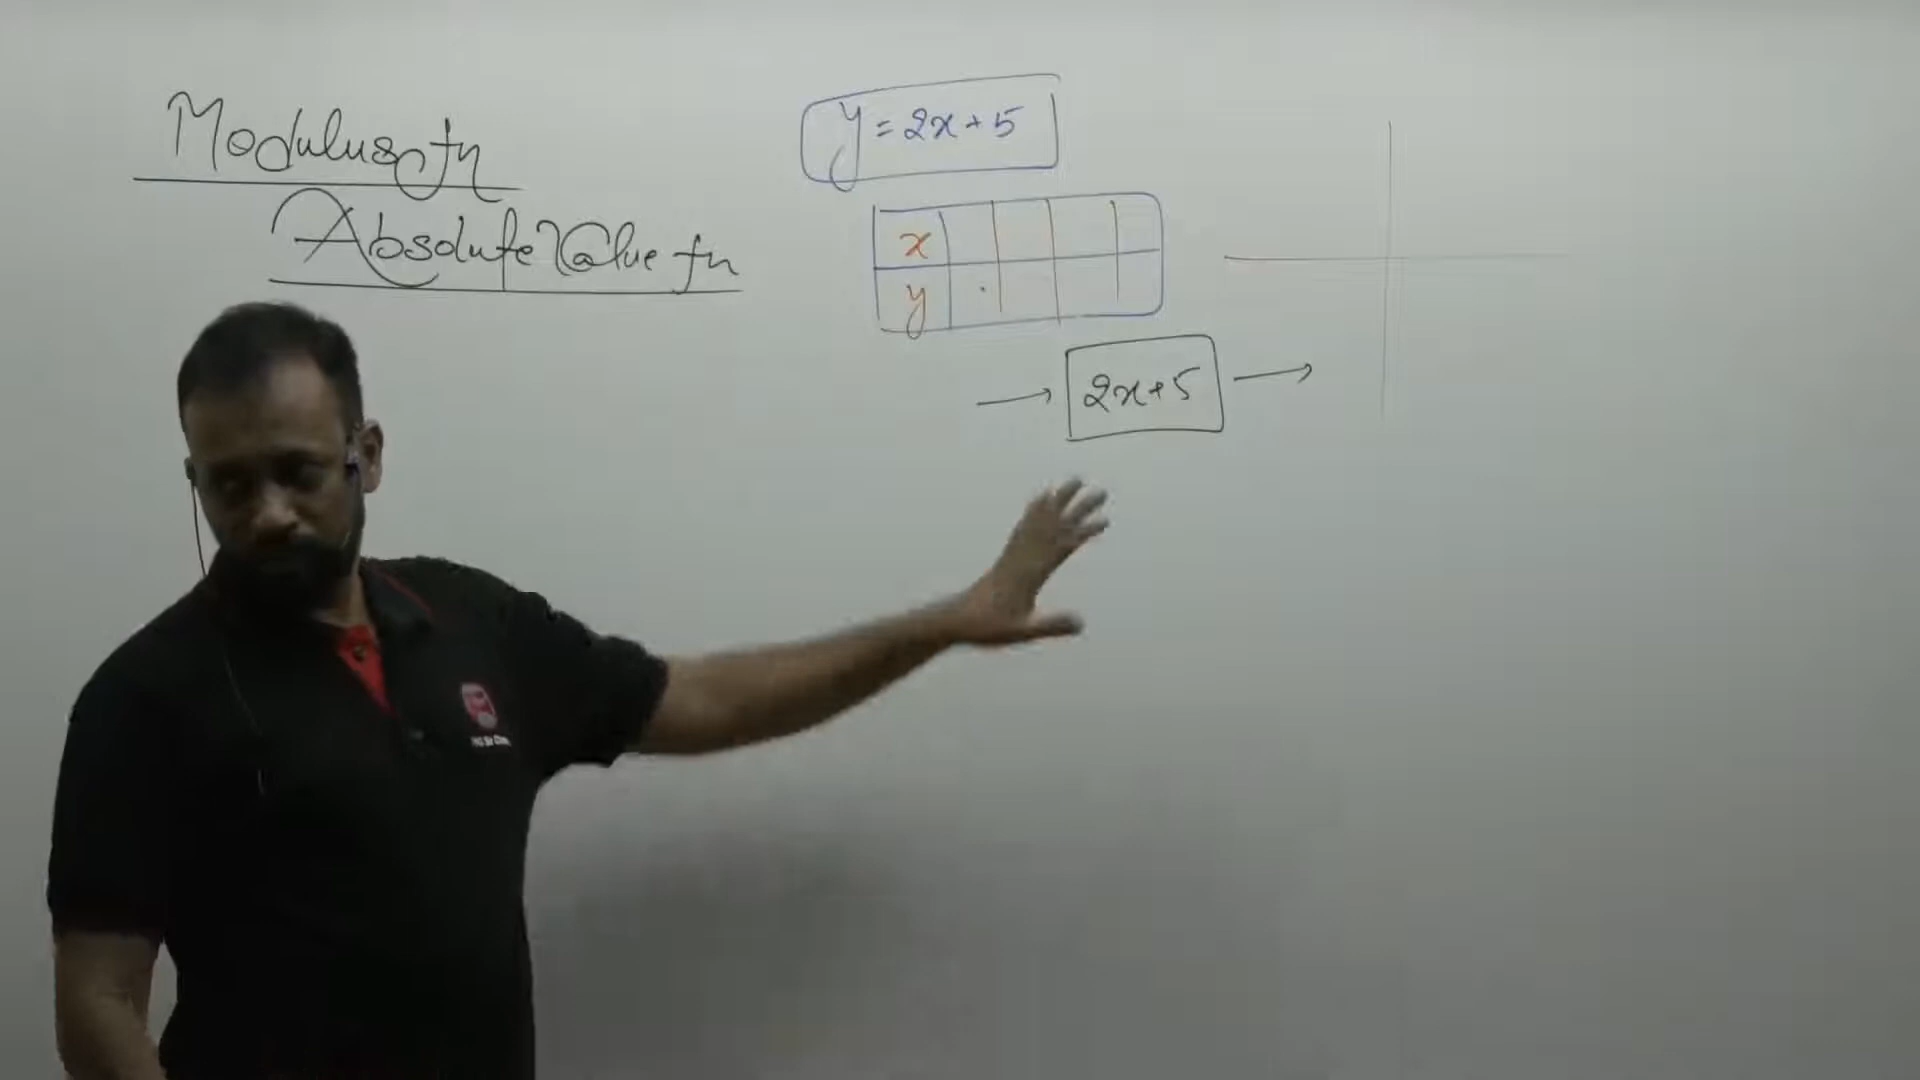 Modulus fn
Absolute Value fn
y = 2x + 5
x
y
2x+5